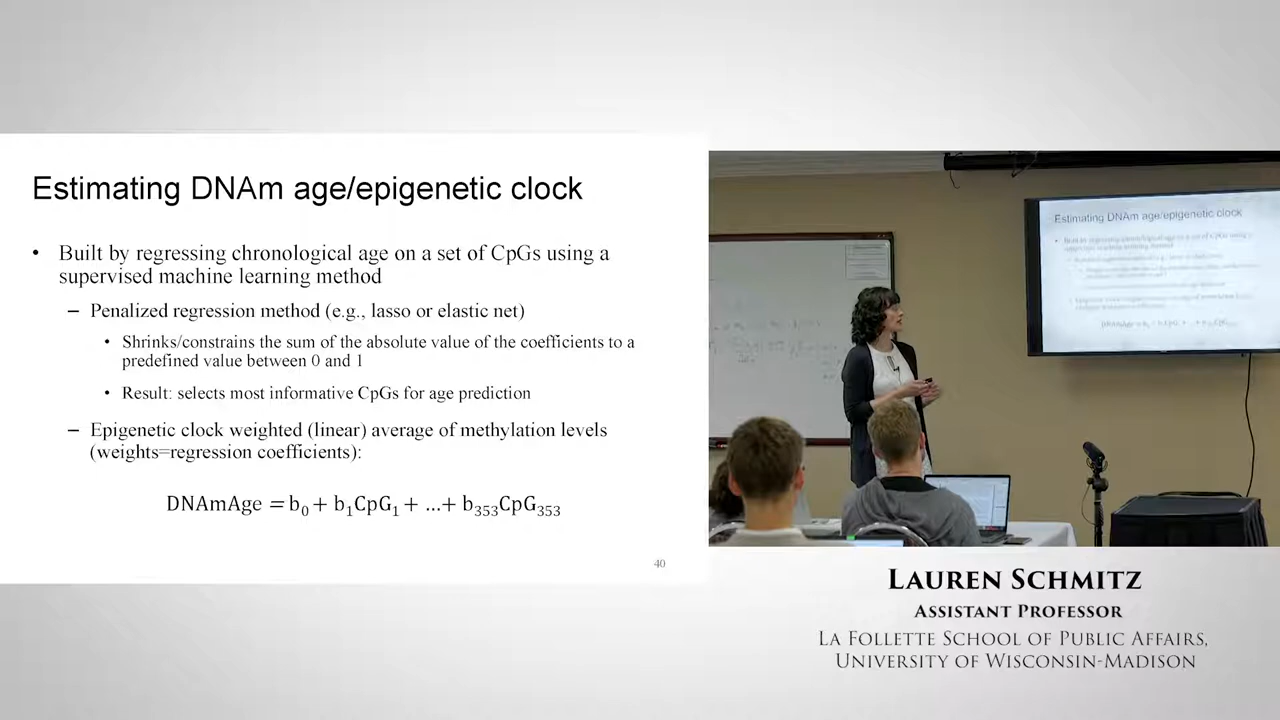 Estimating DNAm age/epigenetic clock
• Built by regressing chronological age on a set of CpGs using a
supervised machine learning method
– Penalized regression method (e.g., lasso or elastic net)
• Shrinks/constrains the sum of the absolute value of the coefficients to a
predefined value between 0 and 1
• Result: selects most informative CpGs for age prediction
– Epigenetic clock weighted (linear) average of methylation levels
(weights=regression coefficients):
DNAmAge = b₀ + b₁CpG₁ + ...+ b₃₅₃CpG₃₅₃
40
Estimating DNAm age/epigenetic clock
LAUREN SCHMITZ
ASSISTANT PROFESSOR
LA FOLLETTE SCHOOL OF PUBLIC AFFAIRS,
UNIVERSITY OF WISCONSIN-MADISON